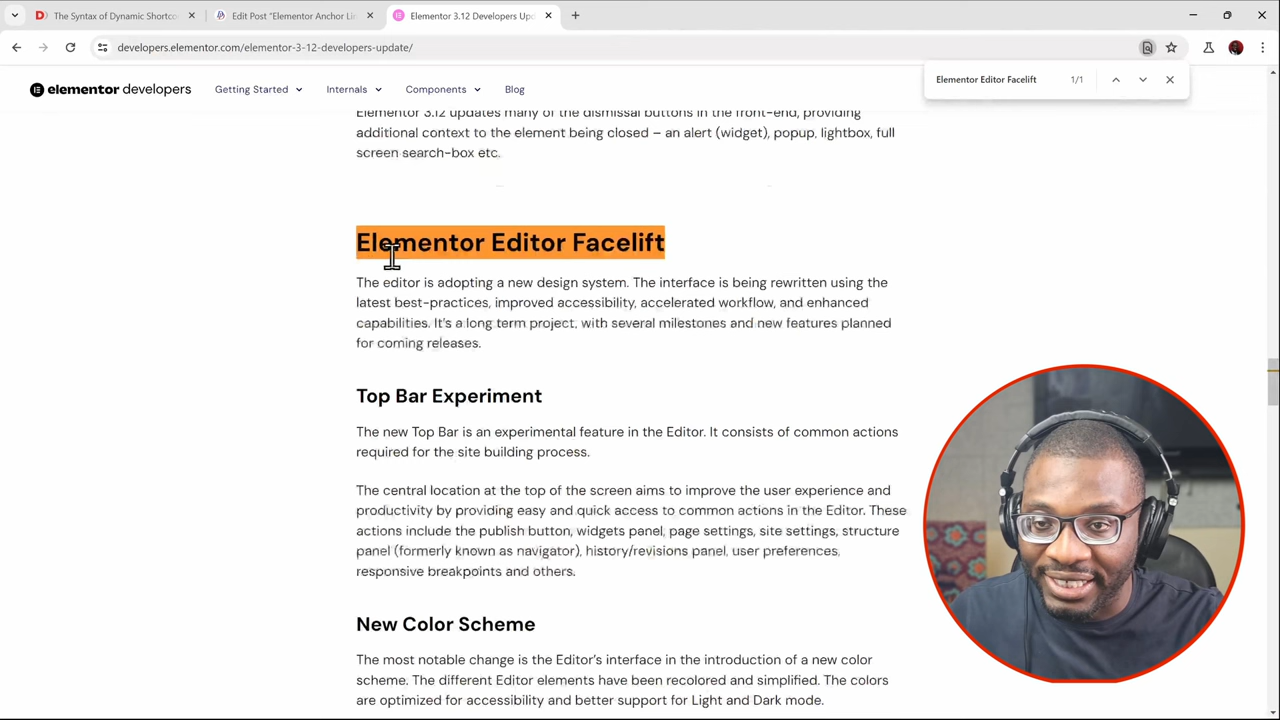 The Syntax of Dynamic Shortco
Edit Post "Elementor Anchor Lin
Elementor 3.12 Developers Upd
developers.elementor.com/elementor-3-12-developers-update/
Elementor Editor Facelift 1/1
elementor developers
Getting Started
Internals
Components
Blog
Elementor 3.12 updates many of the dismissal buttons in the front-end, providing
additional context to the element being closed – an alert (widget), popup, lightbox, full
screen search-box etc.
Elementor Editor Facelift
The editor is adopting a new design system. The interface is being rewritten using the
latest best-practices, improved accessibility, accelerated workflow, and enhanced
capabilities. It's a long term project, with several milestones and new features planned
for coming releases.
Top Bar Experiment
The new Top Bar is an experimental feature in the Editor. It consists of common actions
required for the site building process.
The central location at the top of the screen aims to improve the user experience and
productivity by providing easy and quick access to common actions in the Editor. These
actions include the publish button, widgets panel, page settings, site settings, structure
panel (formerly known as navigator), history/revisions panel, user preferences,
responsive breakpoints and others.
New Color Scheme
The most notable change is the Editor's interface in the introduction of a new color
scheme. The different Editor elements have been recolored and simplified. The colors
are optimized for accessibility and better support for Light and Dark mode.